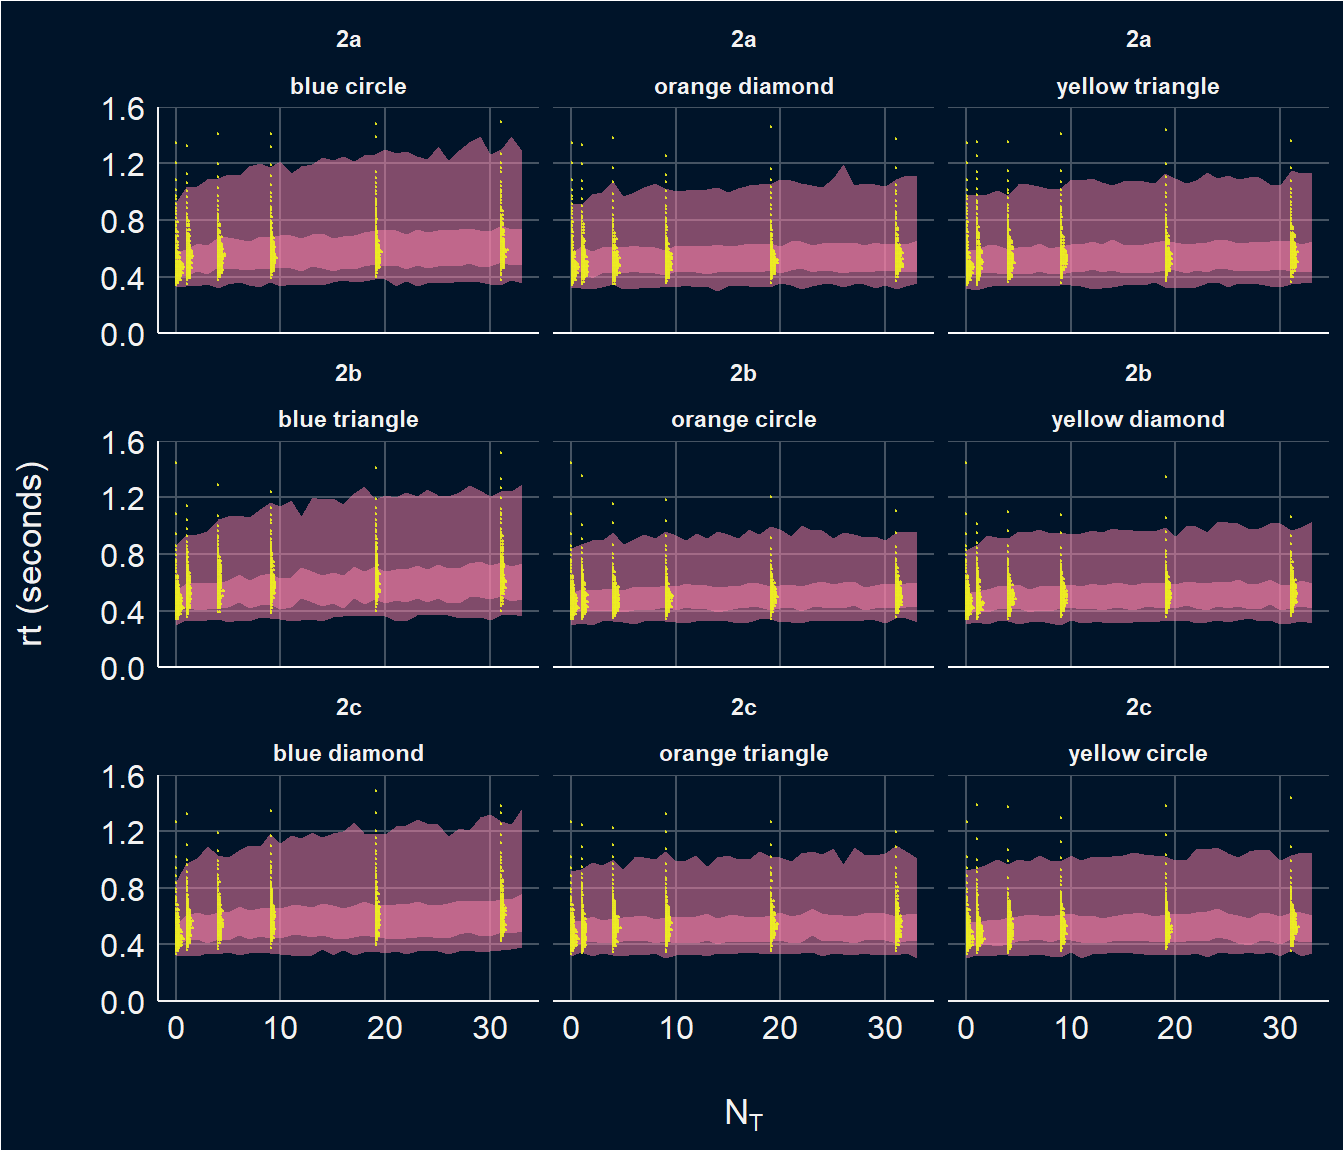 2a 2a 2a
blue circle orange diamond yellow triangle
1.6
1.2
0.8
0.4
0.0
2b 2b 2b
blue triangle orange circle yellow diamond
1.6
1.2
0.8
0.4
0.0
rt (seconds)
2c 2c 2c
blue diamond orange triangle yellow circle
1.6
1.2
0.8
0.4
0.0
0 10 20 30 0 10 20 30 0 10 20 30
N_T